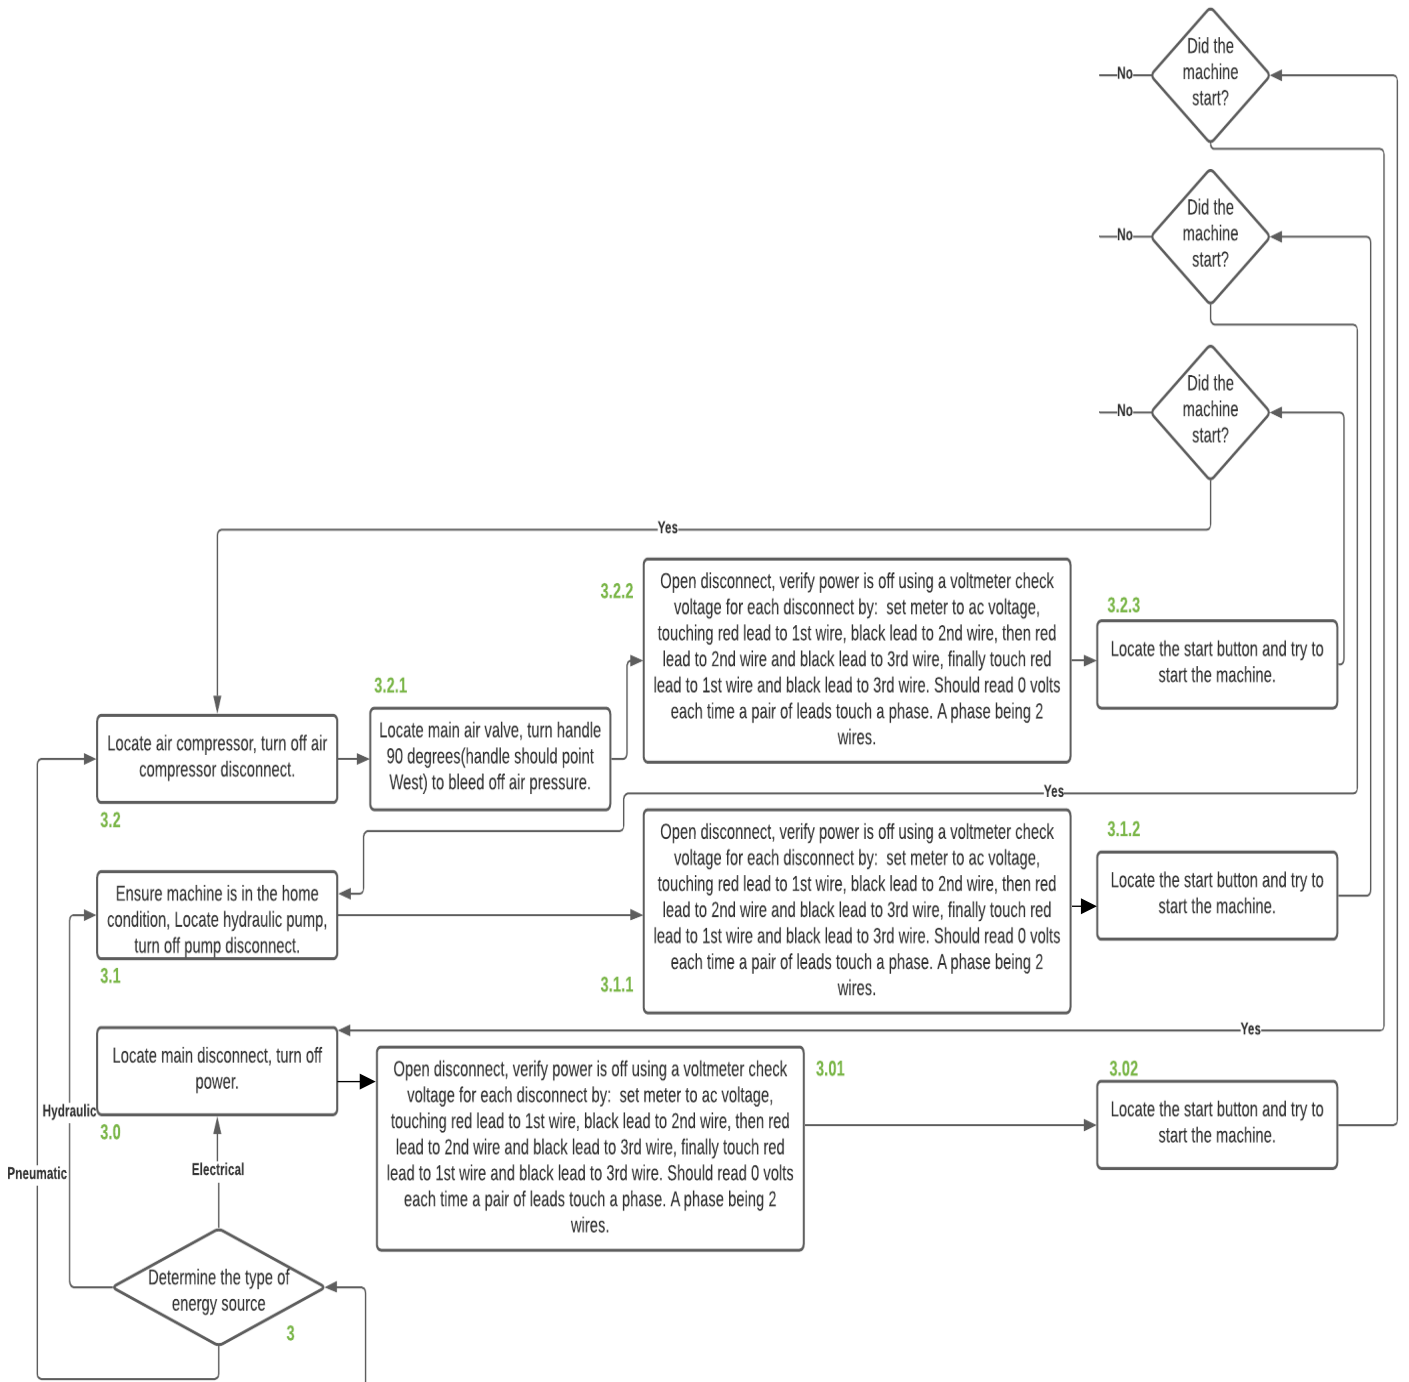 Did the
machine
start?
No
Did the
machine
start?
No
Did the
machine
start?
No
Yes
3.2.2
Open disconnect, verify power is off using a voltmeter check
voltage for each disconnect by:  set meter to ac voltage,
touching red lead to 1st wire, black lead to 2nd wire, then red
lead to 2nd wire and black lead to 3rd wire, finally touch red
lead to 1st wire and black lead to 3rd wire. Should read 0 volts
each time a pair of leads touch a phase. A phase being 2
wires.
3.2.3
Locate the start button and try to
start the machine.
3.2.1
Locate main air valve, turn handle
90 degrees(handle should point
West) to bleed off air pressure.
Locate air compressor, turn off air
compressor disconnect.
3.2
Yes
Open disconnect, verify power is off using a voltmeter check
voltage for each disconnect by:  set meter to ac voltage,
touching red lead to 1st wire, black lead to 2nd wire, then red
lead to 2nd wire and black lead to 3rd wire, finally touch red
lead to 1st wire and black lead to 3rd wire. Should read 0 volts
each time a pair of leads touch a phase. A phase being 2
wires.
3.1.1
3.1.2
Locate the start button and try to
start the machine.
Ensure machine is in the home
condition, Locate hydraulic pump,
turn off pump disconnect.
3.1
Yes
Locate main disconnect, turn off
power.
3.0
Open disconnect, verify power is off using a voltmeter check
voltage for each disconnect by:  set meter to ac voltage,
touching red lead to 1st wire, black lead to 2nd wire, then red
lead to 2nd wire and black lead to 3rd wire, finally touch red
lead to 1st wire and black lead to 3rd wire. Should read 0 volts
each time a pair of leads touch a phase. A phase being 2
wires.
3.01
3.02
Locate the start button and try to
start the machine.
Hydraulic
Pneumatic
Electrical
Determine the type of
energy source
3